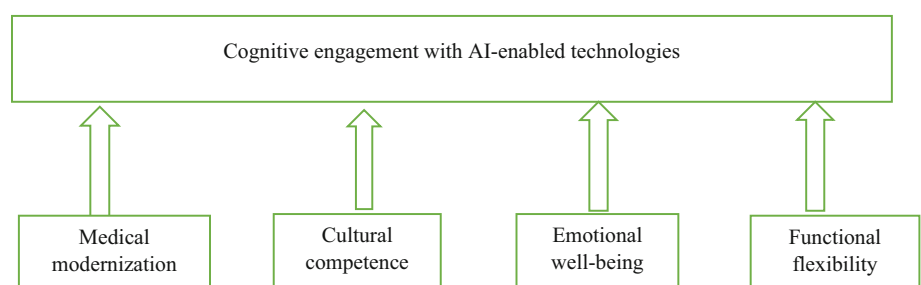 Cognitive engagement with AI-enabled technologies
Medical
modernization
Cultural
competence
Emotional
well-being
Functional
flexibility